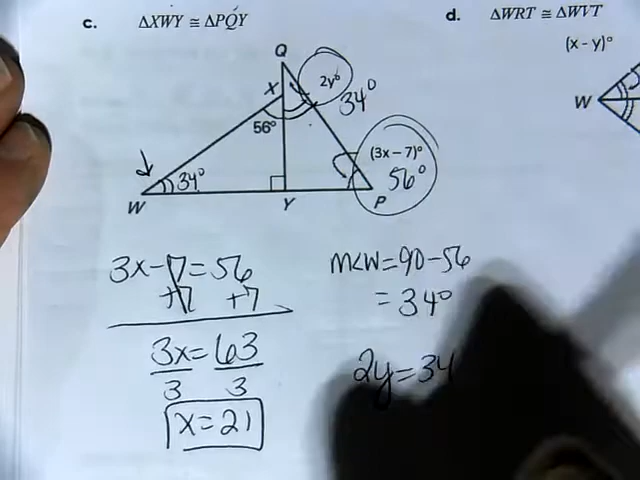 c. ΔXWY ≅ ΔPQY
d. ΔWRT ≅ ΔWVT
(x – y)°
Q
X
2y°
34°
56°
(3x – 7)°
34°
56°
W
Y
P
W
3x-7=56
+7 +7
3x=63
3 3
x=21
m<W=90-56
=34°
2y=34